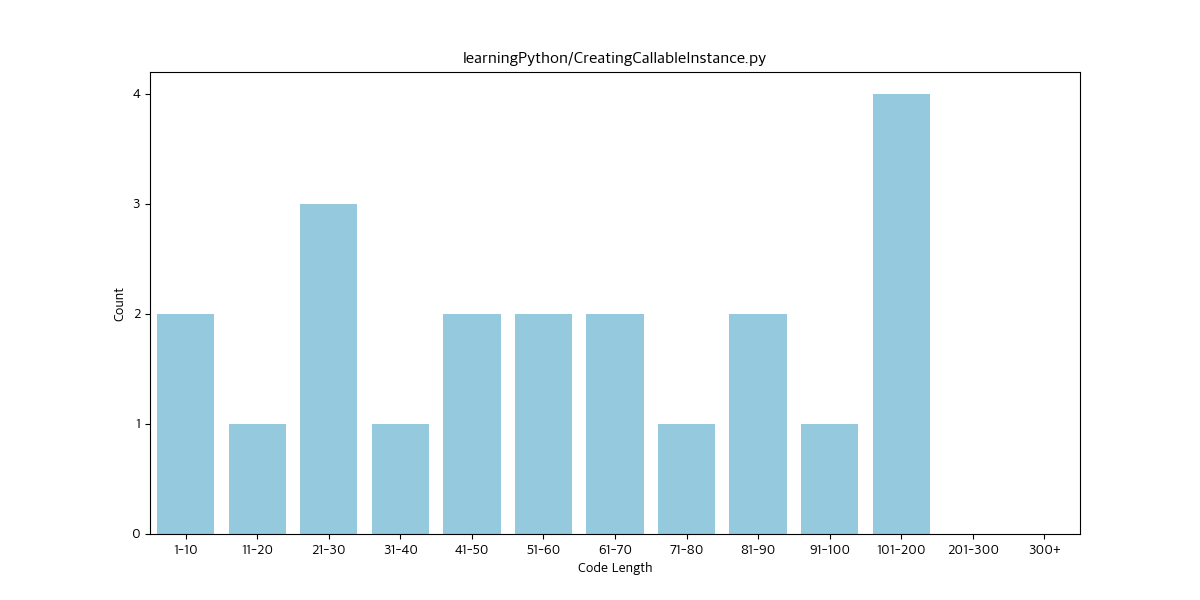 learningPython/CreatingCallableInstance.py
4
3
2
1
0
Count
1-10 11-20 21-30 31-40 41-50 51-60 61-70 71-80 81-90 91-100 101-200 201-300 300+
Code Length